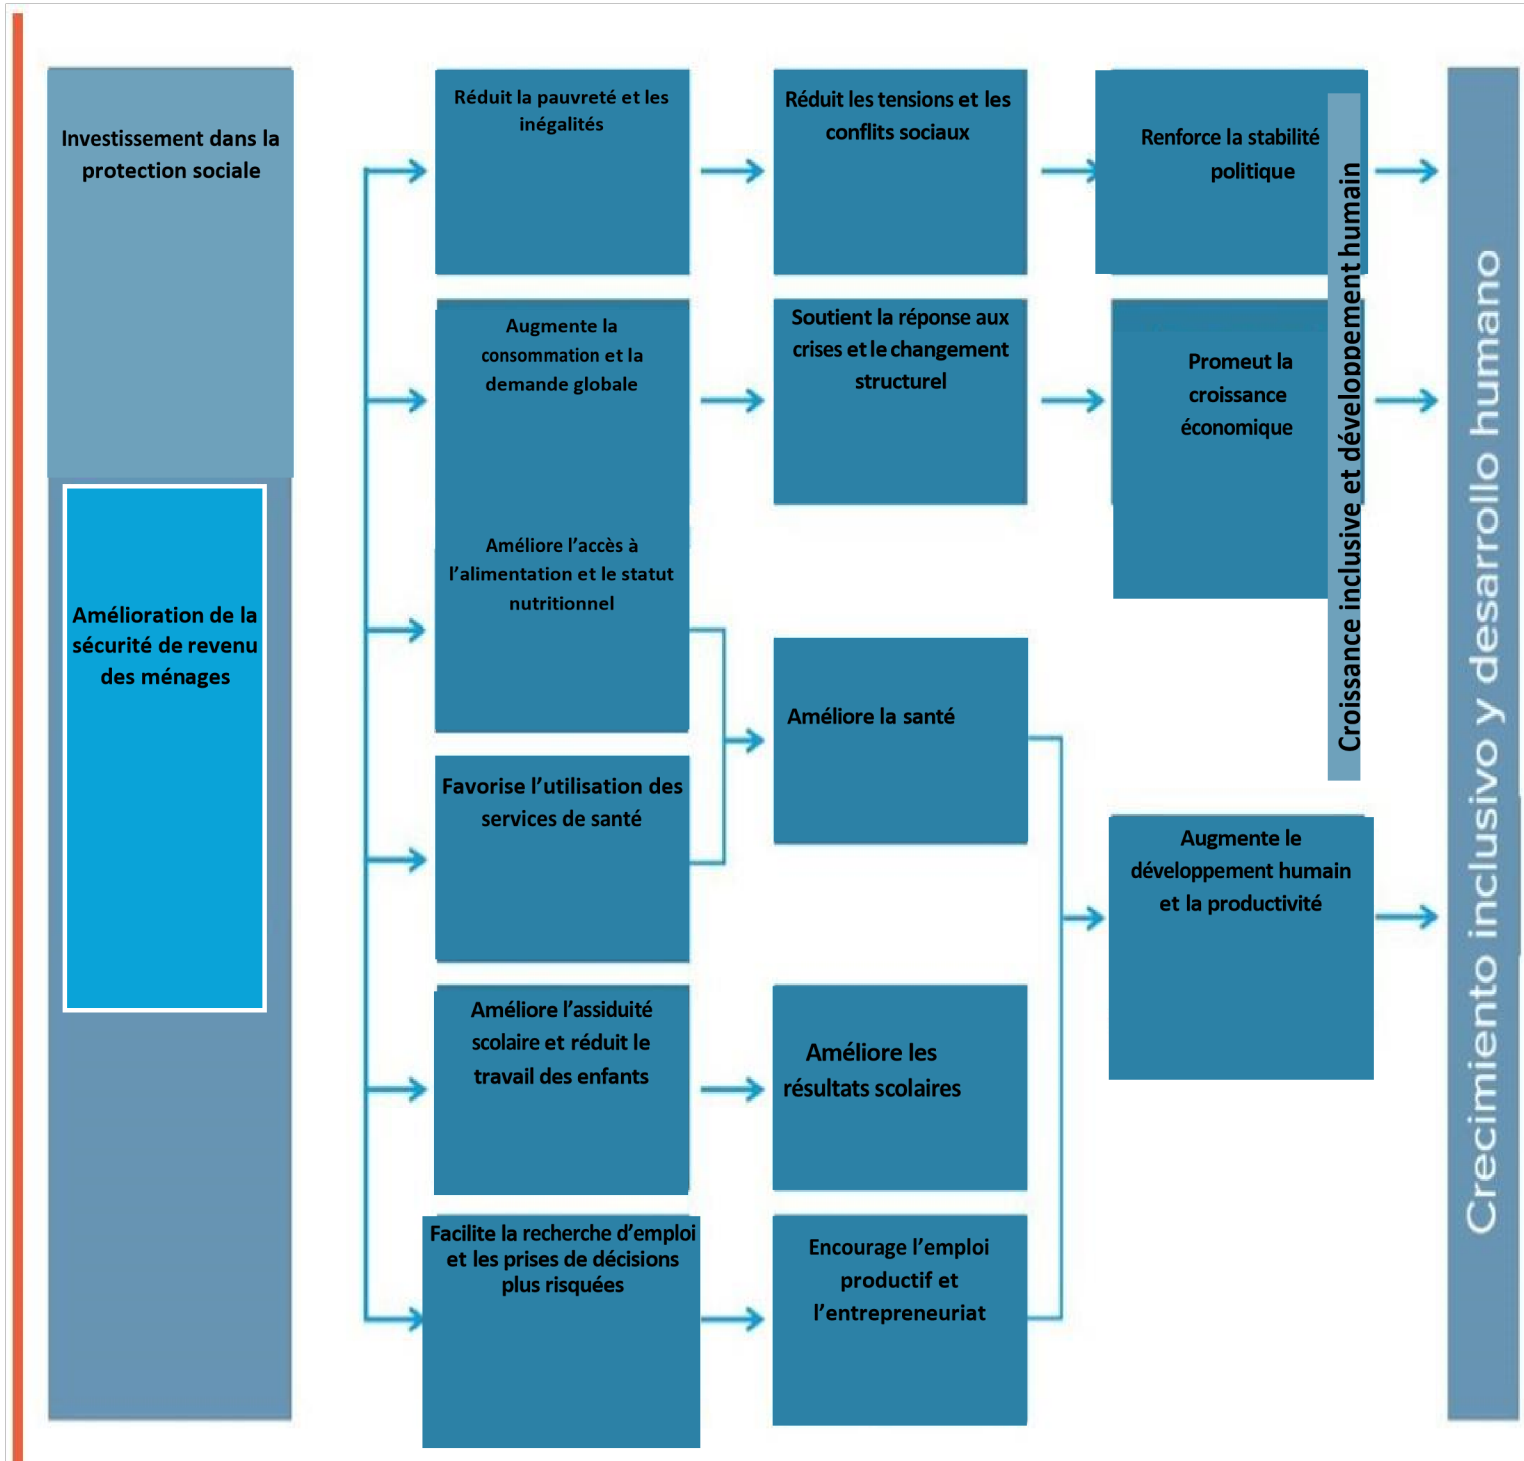 Investissement dans la
protection sociale
Amélioration de la
sécurité de revenu
des ménages
Réduit la pauvreté et les
inégalités
Réduit les tensions et les
conflits sociaux
Renforce la stabilité
politique
Augmente la
consommation et la
demande globale
Soutient la réponse aux
crises et le changement
structurel
Promeut la
croissance
économique
Améliore l’accès à
l’alimentation et le statut
nutritionnel
Améliore la santé
Favorise l’utilisation des
services de santé
Augmente le
développement humain
et la productivité
Améliore l’assiduité
scolaire et réduit le
travail des enfants
Améliore les
résultats scolaires
Facilite la recherche d’emploi
et les prises de décisions
plus risquées
Encourage l’emploi
productif et
l’entrepreneuriat
Croissance inclusive et développement humain
Crecimiento inclusivo y desarrollo humano